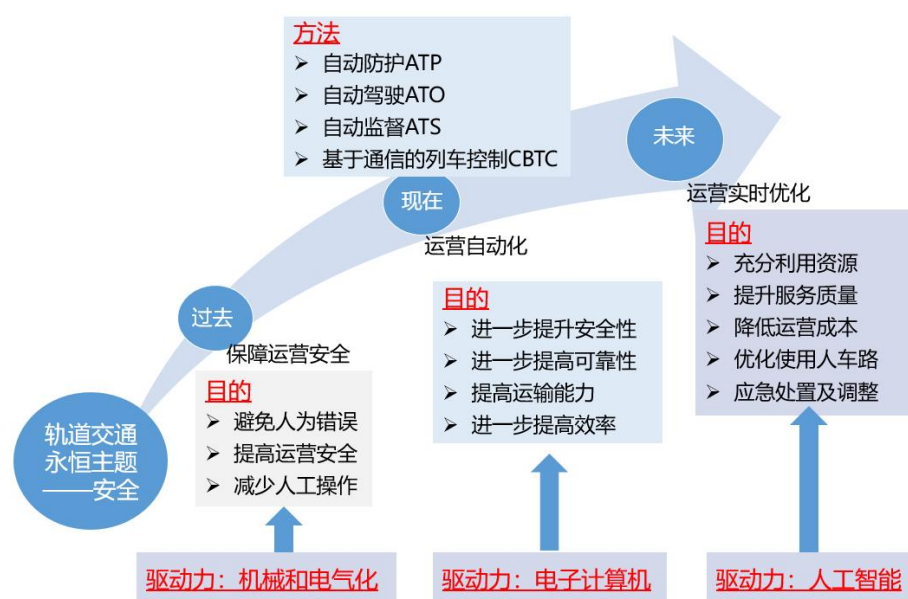 方法
自动防护ATP
自动驾驶ATO
自动监督ATS
基于通信的列车控制CBTC
未来
运营实时优化
现在
运营自动化
目的
充分利用资源
提升服务质量
降低运营成本
优化使用人车路
应急处置及调整
过去
保障运营安全
目的
进一步提升安全性
进一步提高可靠性
提高运输能力
进一步提高效率
目的
避免人为错误
提高运营安全
减少人工操作
轨道交通
永恒主题
——安全
驱动力：机械和电气化
驱动力：电子计算机
驱动力：人工智能